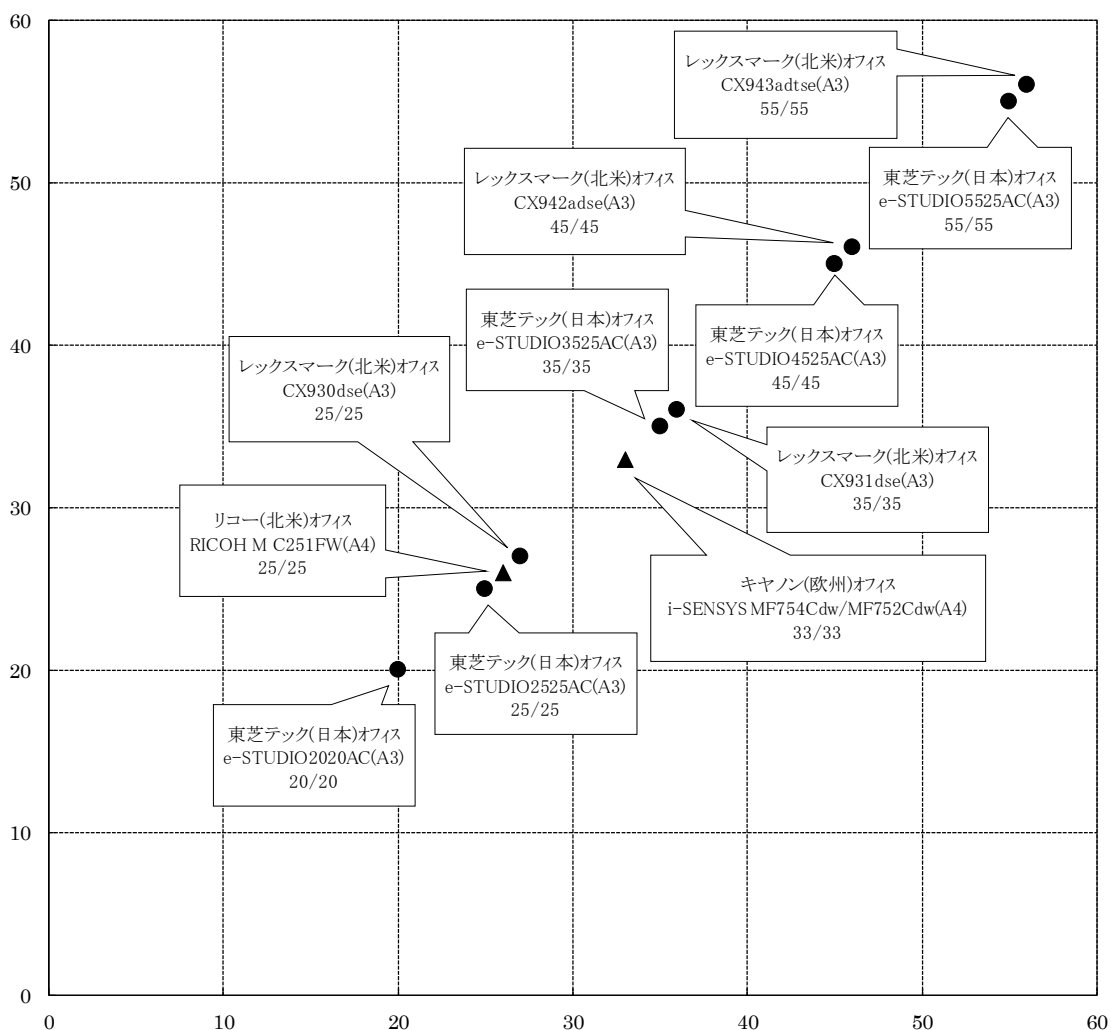 60
レックスマーク(北米)オフィス
CX943adtse(A3)
55/55
50
レックスマーク(北米)オフィス
CX942adse(A3)
45/45
東芝テック(日本)オフィス
e-STUDIO5525AC(A3)
55/55
40
東芝テック(日本)オフィス
e-STUDIO3525AC(A3)
35/35
東芝テック(日本)オフィス
e-STUDIO4525AC(A3)
45/45
レックスマーク(北米)オフィス
CX930dse(A3)
25/25
レックスマーク(北米)オフィス
CX931dse(A3)
35/35
30
リコー(北米)オフィス
RICOH M C251FW(A4)
25/25
キヤノン(欧州)オフィス
i-SENSYS MF754Cdw/MF752Cdw(A4)
33/33
20
東芝テック(日本)オフィス
e-STUDIO2525AC(A3)
25/25
東芝テック(日本)オフィス
e-STUDIO2020AC(A3)
20/20
10
0
0 10 20 30 40 50 60